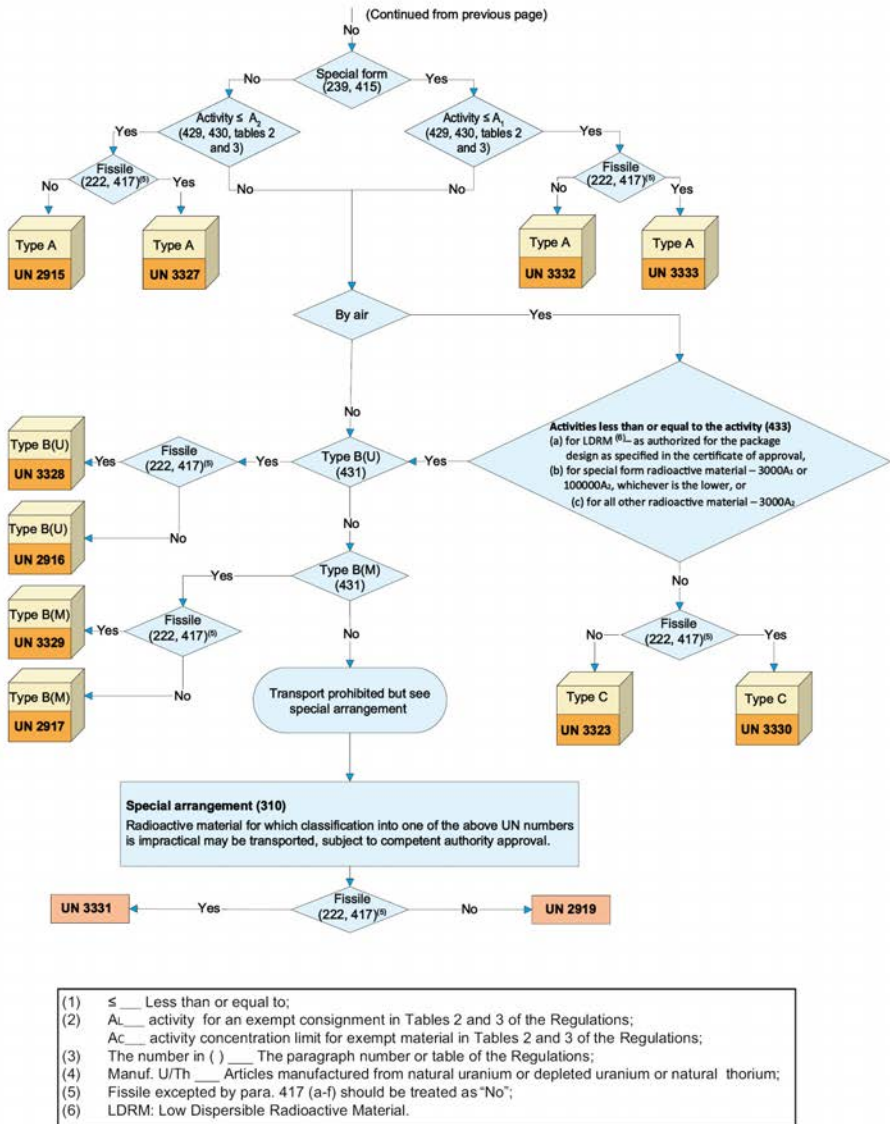 (Continued from previous page)
No
Special form
(239, 415)
No
Yes
Activity ≤ A₂
(429, 430, tables 2
and 3)
Activity ≤ A₁
(429, 430, tables 2
and 3)
Yes
Yes
Fissile
(222, 417)⁽⁵⁾
Fissile
(222, 417)⁽⁵⁾
No
Yes
No
No
No
Yes
Type A
UN 2915
Type A
UN 3327
Type A
UN 3332
Type A
UN 3333
By air
Yes
No
Activities less than or equal to the activity (433)
(a) for LDRM ⁽⁶⁾– as authorized for the package
design as specified in the certificate of approval,
(b) for special form radioactive material – 3000A₁ or
100000A₂, whichever is the lower, or
(c) for all other radioactive material – 3000A₂
Type B(U)
UN 3328
Yes
Fissile
(222, 417)⁽⁵⁾
Yes
Type B(U)
(431)
Yes
No
Type B(U)
UN 2916
No
Type B(M)
(431)
Yes
No
Type B(M)
UN 3329
Yes
Fissile
(222, 417)⁽⁵⁾
No
Fissile
(222, 417)⁽⁵⁾
No
Yes
Type B(M)
UN 2917
No
Transport prohibited but see
special arrangement
Type C
UN 3323
Type C
UN 3330
Special arrangement (310)
Radioactive material for which classification into one of the above UN numbers
is impractical may be transported, subject to competent authority approval.
UN 3331
Yes
Fissile
(222, 417)⁽⁵⁾
No
UN 2919
(1) ≤ ___ Less than or equal to;
(2) AL___ activity for an exempt consignment in Tables 2 and 3 of the Regulations;
Ac___ activity concentration limit for exempt material in Tables 2 and 3 of the Regulations;
(3) The number in ( ) ___ The paragraph number or table of the Regulations;
(4) Manuf. U/Th ___ Articles manufactured from natural uranium or depleted uranium or natural thorium;
(5) Fissile excepted by para. 417 (a-f) should be treated as “No”;
(6) LDRM: Low Dispersible Radioactive Material.